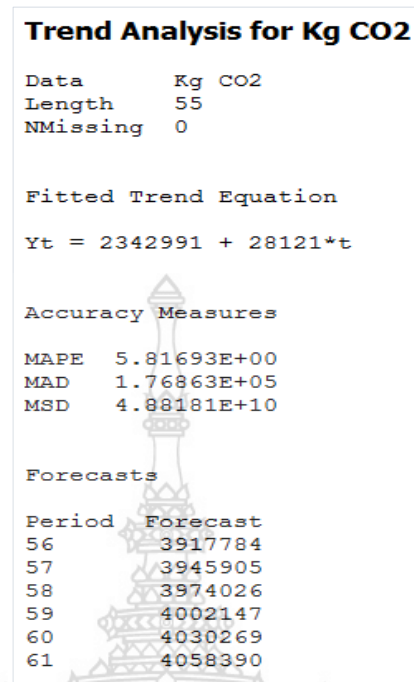 Trend Analysis for Kg CO2
Data Kg CO2
Length 55
NMissing 0
Fitted Trend Equation
Yt = 2342991 + 28121*t
Accuracy Measures
MAPE 5.81693E+00
MAD 1.76863E+05
MSD 4.88181E+10
Forecasts
Period Forecast
56 3917784
57 3945905
58 3974026
59 4002147
60 4030269
61 4058390